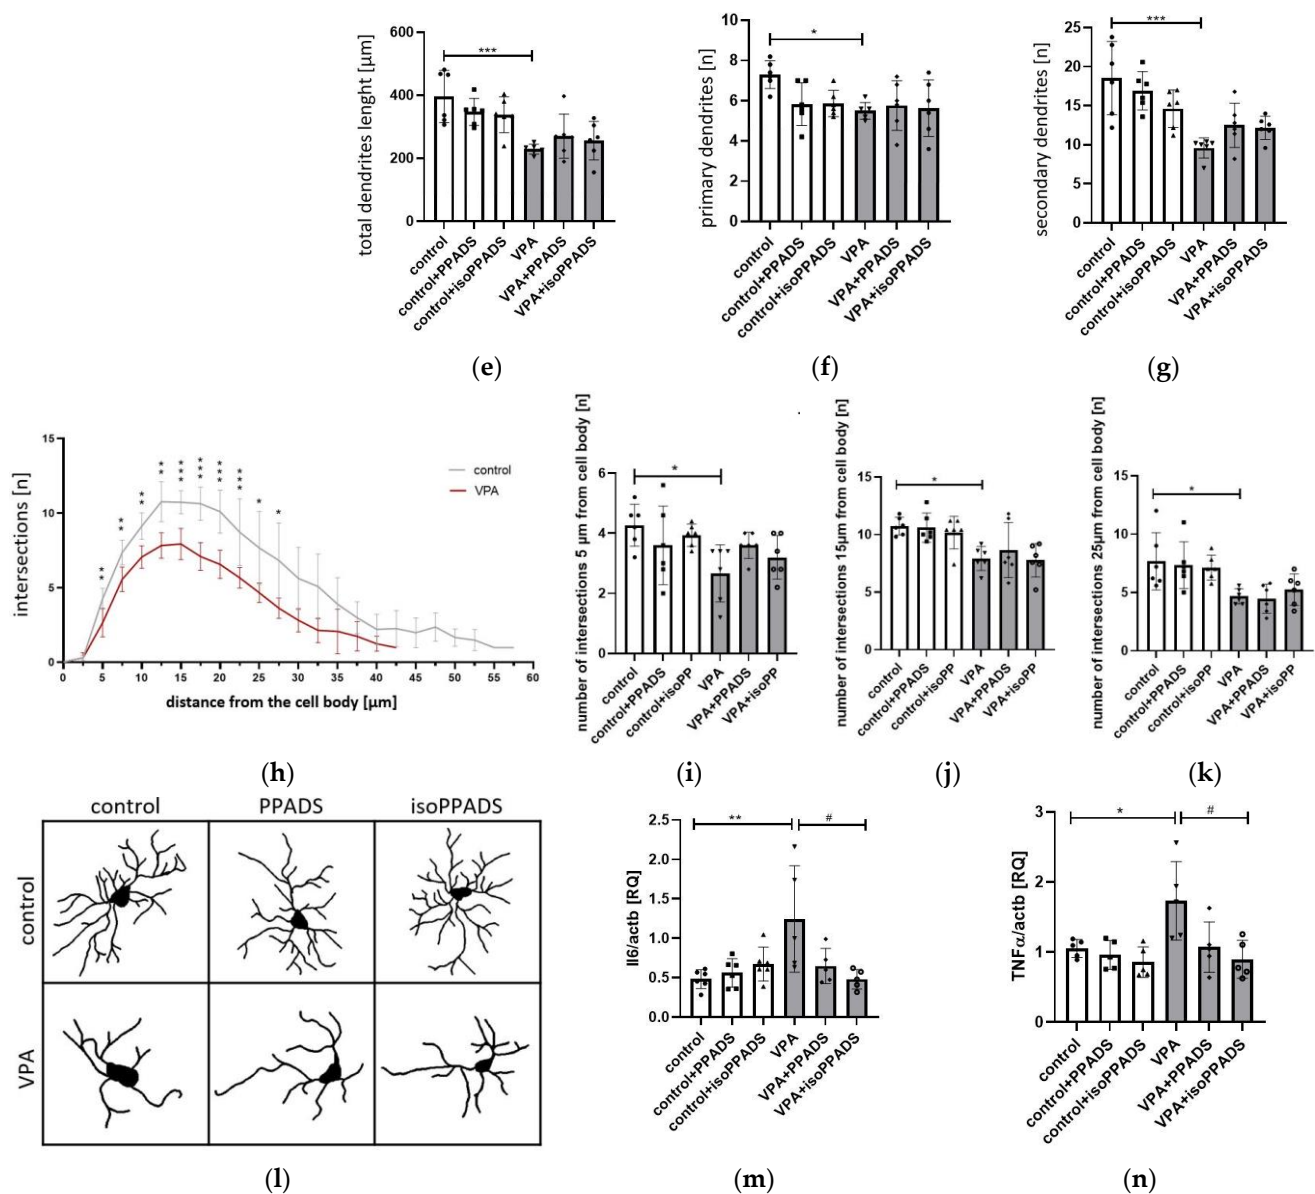 total dendrites lenght [µm]
600
400
200
0
***
control
control+PPADS
control+isoPPADS
VPA
VPA+PPADS
VPA+isoPPADS
(e)
primary dendrites [n]
10
8
6
4
2
0
*
control
control+PPADS
control+isoPPADS
VPA
VPA+PPADS
VPA+isoPPADS
(f)
secondary dendrites [n]
25
20
15
10
5
0
***
control
control+PPADS
control+isoPPADS
VPA
VPA+PPADS
VPA+isoPPADS
(g)
intersections [n]
15
10
5
0
** ** ** ** *** *** *** *** * *
control
VPA
0 5 10 15 20 25 30 35 40 45 50 55 60
distance from the cell body [µm]
(h)
number of intersections 5 µm from cell body [n]
6
4
2
0
*
control
control+PPADS
control+isoPP
VPA
VPA+PPADS
VPA+isoPP
(i)
number of intersections 15µm from cell body [n]
15
10
5
0
*
control
control+PPADS
control+isoPP
VPA
VPA+PPADS
VPA+isoPP
(j)
number of intersections 25µm from cell body [n]
15
10
5
0
*
control
control+PPADS
control+isoPP
VPA
VPA+PPADS
VPA+isoPP
(k)
control PPADS isoPPADS
control
VPA
(l)
Il6/actb [RQ]
2.5
2.0
1.5
1.0
0.5
0.0
** #
control
control+PPADS
control+isoPPADS
VPA
VPA+PPADS
VPA+isoPPADS
(m)
TNFα/actb [RQ]
3
2
1
0
* #
control
control+PPADS
control+isoPPADS
VPA
VPA+PPADS
VPA+isoPPADS
(n)